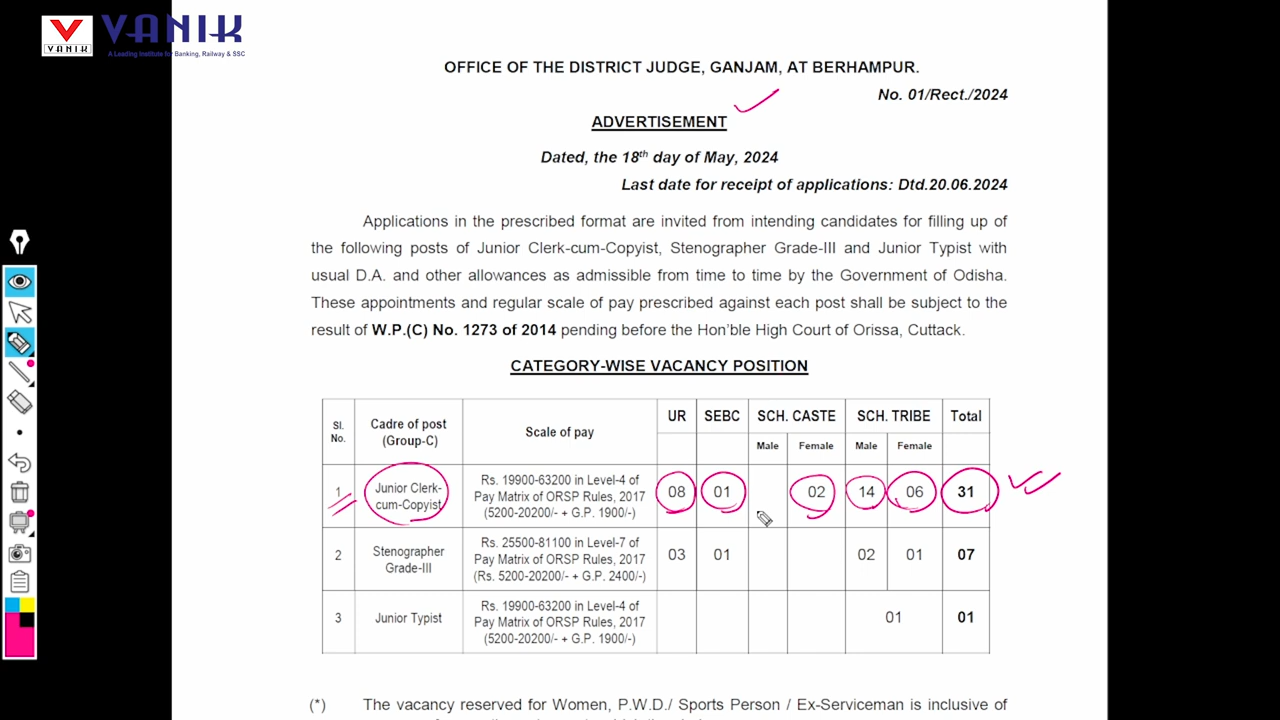 VANIK
VANIK
A Leading Institute for Banking, Railway & SSC
OFFICE OF THE DISTRICT JUDGE, GANJAM, AT BERHAMPUR.
No. 01/Rect./2024
ADVERTISEMENT
Dated, the 18th day of May, 2024
Last date for receipt of applications: Dtd.20.06.2024
Applications in the prescribed format are invited from intending candidates for filling up of
the following posts of Junior Clerk-cum-Copyist, Stenographer Grade-III and Junior Typist with
usual D.A. and other allowances as admissible from time to time by the Government of Odisha.
These appointments and regular scale of pay prescribed against each post shall be subject to the
result of W.P.(C) No. 1273 of 2014 pending before the Hon'ble High Court of Orissa, Cuttack.
CATEGORY-WISE VACANCY POSITION
Sl. No. Cadre of post (Group-C) Scale of pay UR SEBC SCH. CASTE SCH. TRIBE Total
Male Female Male Female
1 Junior Clerk- Rs. 19900-63200 in Level-4 of 08 01 02 14 06 31
cum-Copyist Pay Matrix of ORSP Rules, 2017
(5200-20200/- + G.P. 1900/-)
2 Stenographer Rs. 25500-81100 in Level-7 of 03 01 02 01 07
Grade-III Pay Matrix of ORSP Rules, 2017
(Rs. 5200-20200/- + G.P. 2400/-)
3 Junior Typist Rs. 19900-63200 in Level-4 of 01 01
Pay Matrix of ORSP Rules, 2017
(5200-20200/- + G.P. 1900/-)
(*) The vacancy reserved for Women, P.W.D./ Sports Person / Ex-Serviceman is inclusive of